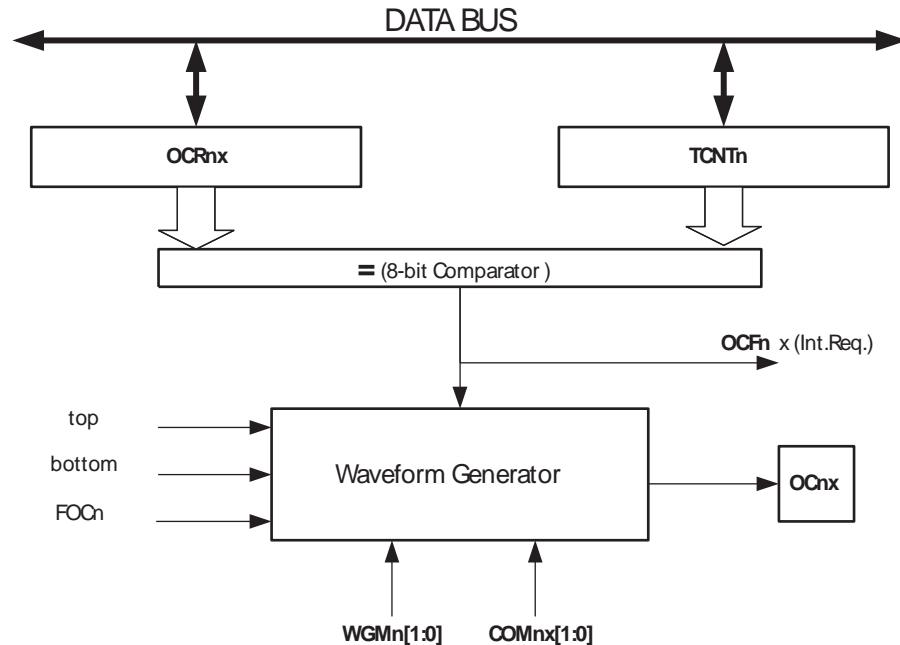 DATA BUS
OCRnx
TCNTn
= (8-bit Comparator )
OCFn x (Int.Req.)
top
bottom
FOCn
Waveform Generator
OCnx
WGMn[1:0]
COMnx[1:0]